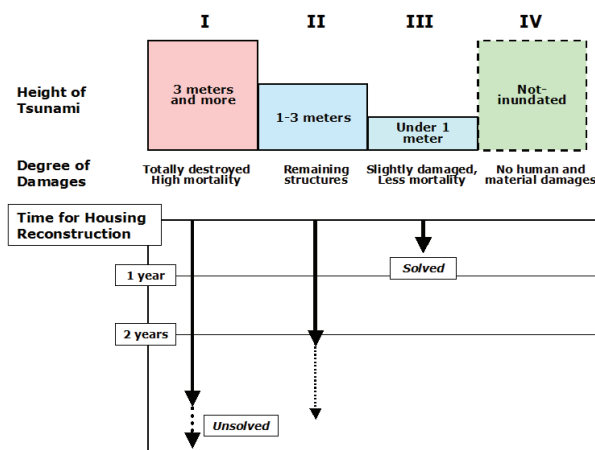 I II III IV
Height of
Tsunami
3 meters
and more
1-3 meters
Under 1
meter
Not-
inundated
Degree of
Damages
Totally destroyed
High mortality
Remaining
structures
Slightly damaged,
Less mortality
No human and
material damages
Time for Housing
Reconstruction
1 year
Solved
2 years
Unsolved